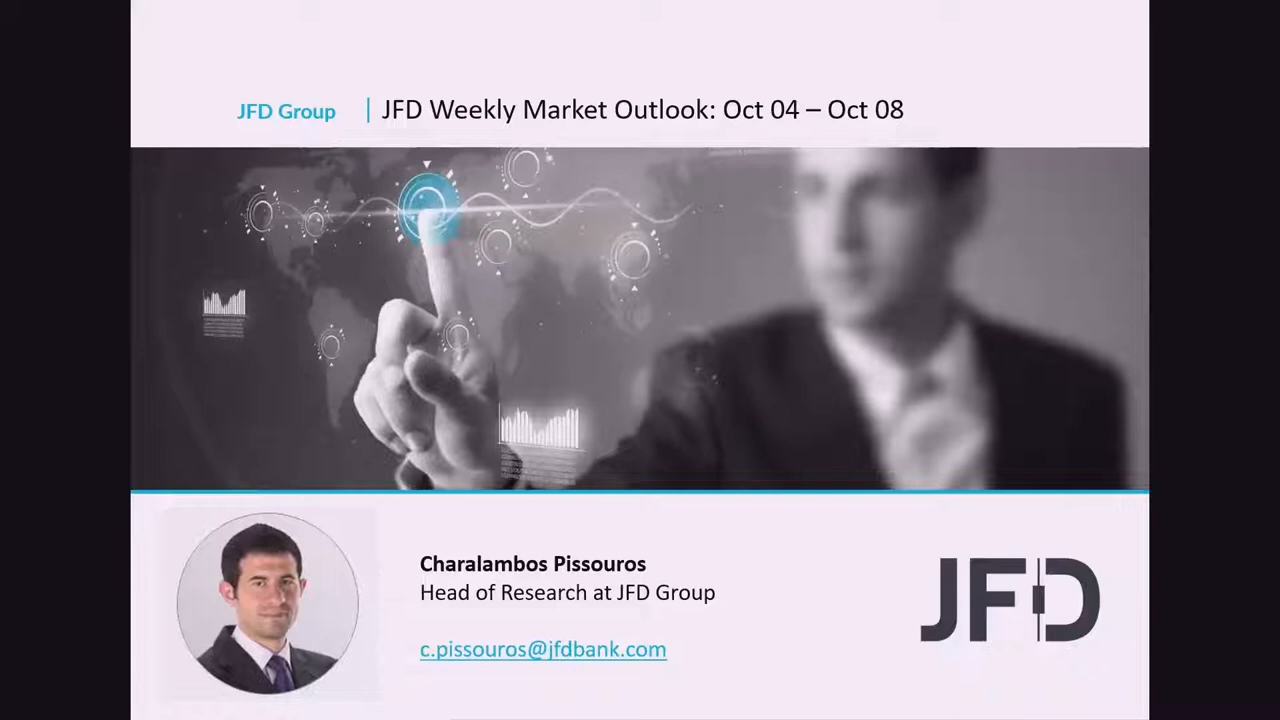 JFD Group | JFD Weekly Market Outlook: Oct 04 – Oct 08
Charalambos Pissouros
Head of Research at JFD Group
c.pissouros@jfdbank.com
JFD